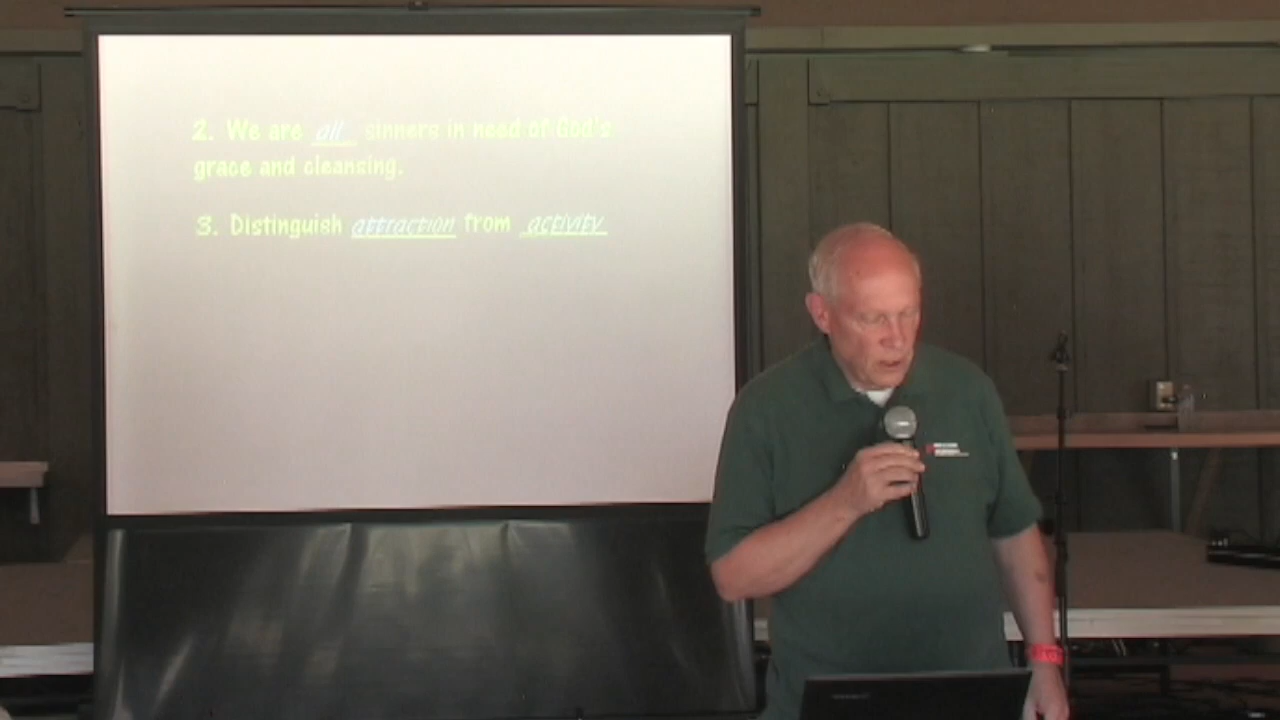 2. We are all sinners in need of God's
grace and cleansing.
3. Distinguish attraction from activity